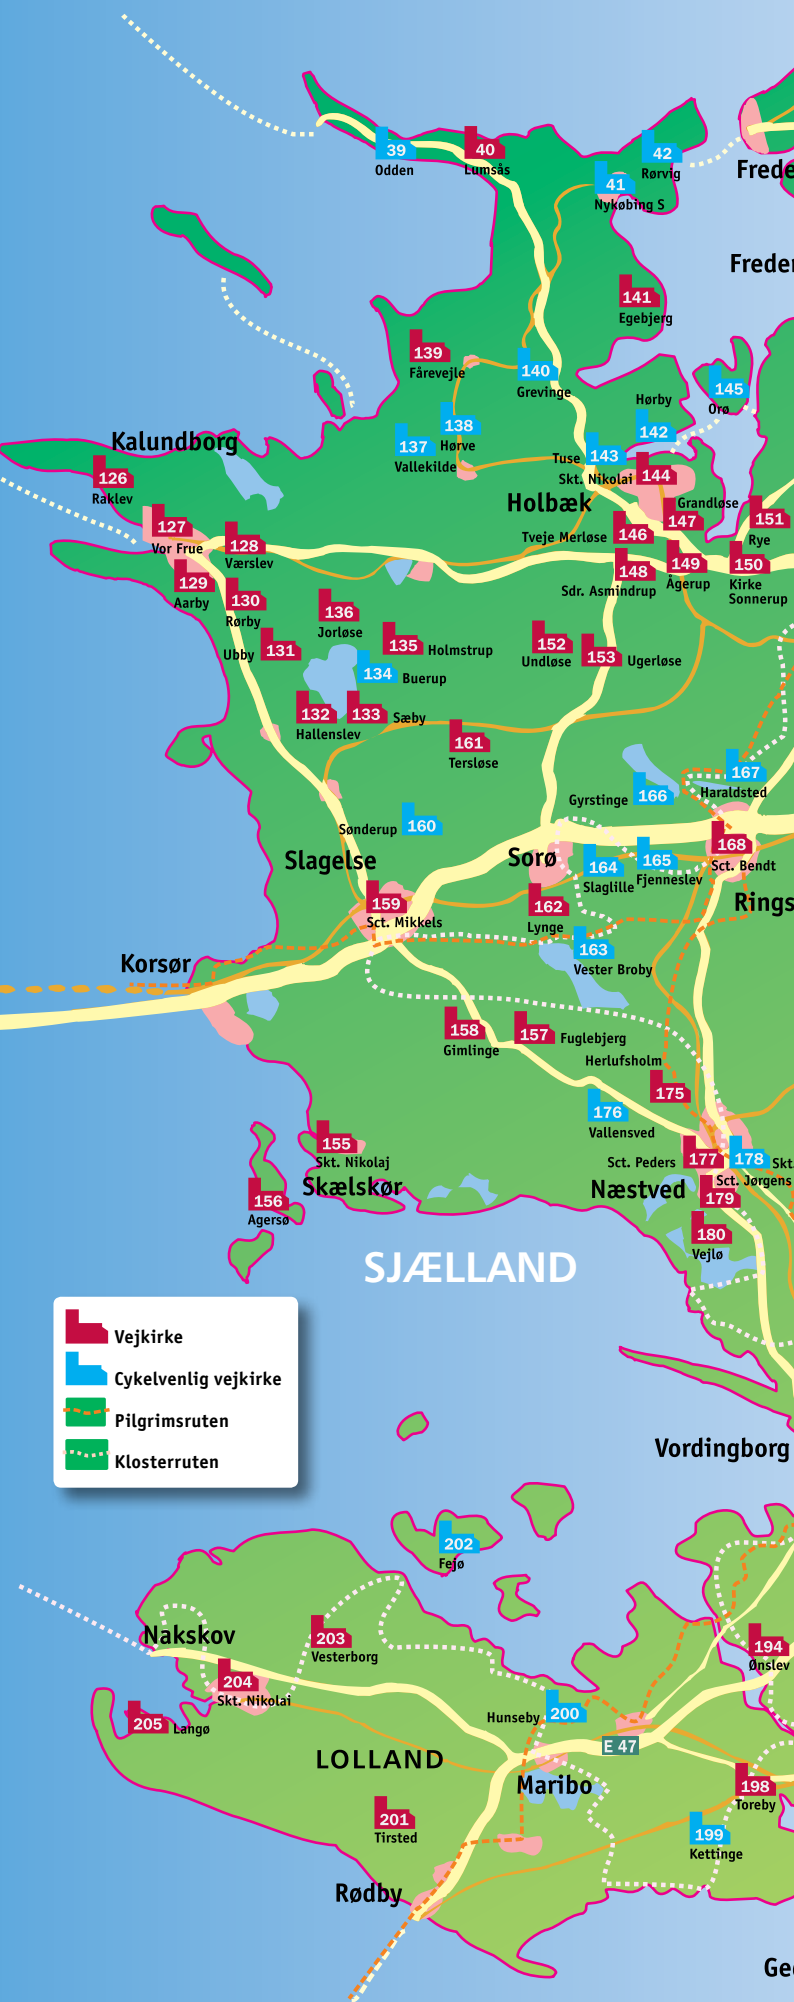 39
Odden
40
Lumsås
42
Rørvig
41
Nykøbing S
Frede
Freder
141
Egebjerg
139
Fårevejle
140
Grevinge
145
Orø
Hørby
142
138
Hørve
137
Vallekilde
Tuse
143
Skt. Nikolai
144
Kalundborg
126
Raklev
Holbæk
Grandløse
147
151
Rye
127
Vor Frue
128
Værslev
Tveje Merløse
146
129
Aarby
130
Rørby
148
Sdr. Asmindrup
149
Ågerup
150
Kirke
Sonnerup
136
Jorløse
Ubby
131
135
Holmstrup
152
Undløse
153
Ugerløse
134
Buerup
132
Hallenslev
133
Sæby
161
Tersløse
167
Haraldsted
Gyrstinge
166
Sønderup
160
Slagelse
Sorø
164
Slaglille
165
Fjenneslev
168
Sct. Bendt
159
Sct. Mikkels
162
Lynge
Rings
163
Vester Broby
Korsør
158
Gimlinge
157
Fuglebjerg
Herlufsholm
175
176
Vallensved
155
Skt. Nikolaj
Skælskør
156
Agersø
Sct. Peders
177
178
Skt.
Sct. Jørgens
179
Næstved
180
Vejlø
SJÆLLAND
Vejkirke
Cykelvenlig vejkirke
Pilgrimsruten
Klosterruten
Vordingborg
202
Fejø
Nakskov
203
Vesterborg
194
Ønslev
204
Skt. Nikolai
205
Langø
Hunseby
200
E 47
LOLLAND
Maribo
198
Toreby
201
Tirsted
199
Kettinge
Rødby
Ge